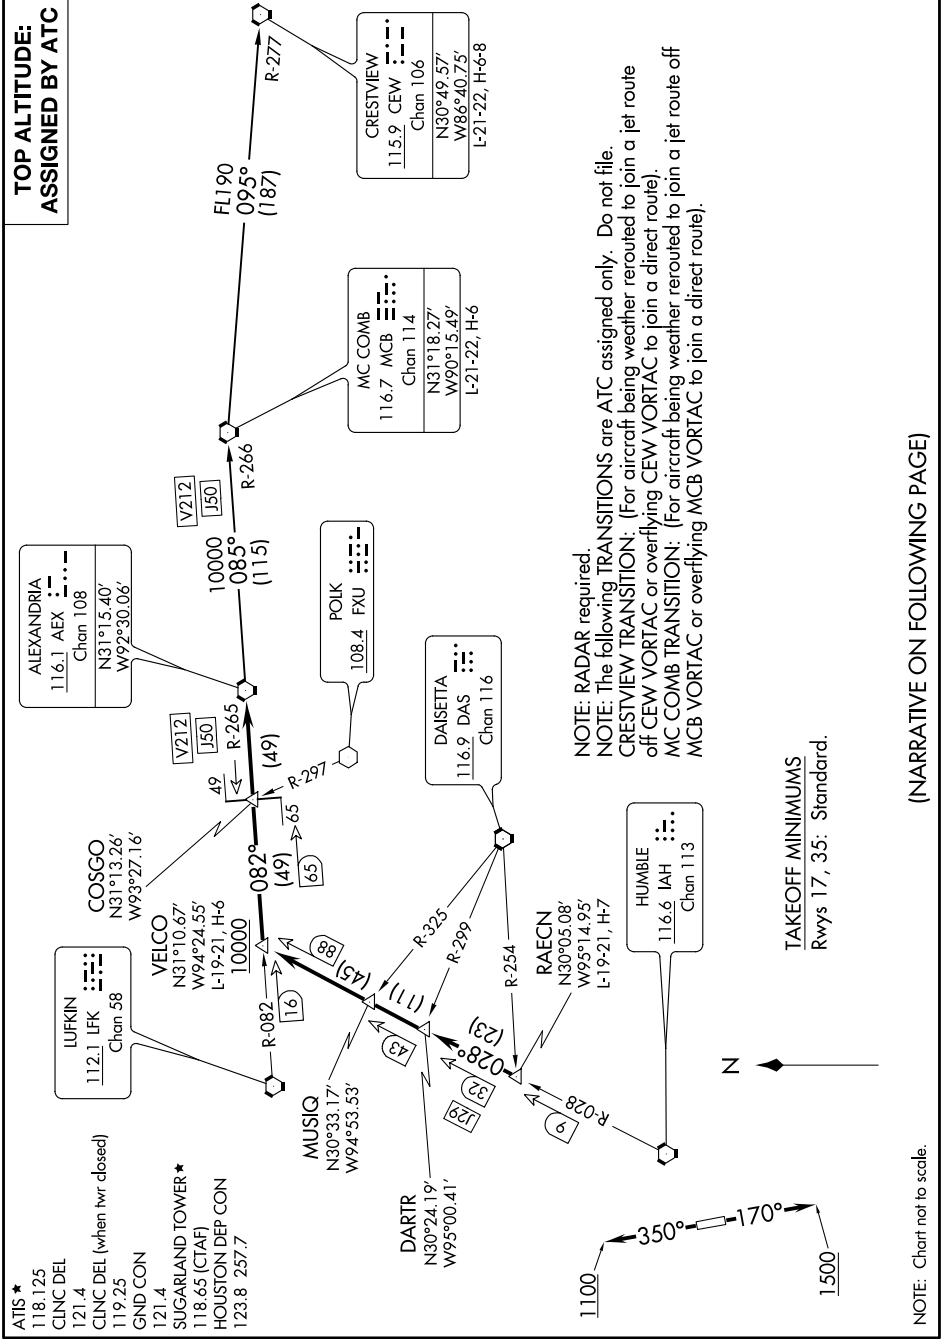 TOP ALTITUDE:
ASSIGNED BY ATC
ATIS ★
118.125
CLNC DEL
121.4
CLNC DEL (when twr closed)
119.25
GND CON
121.4
SUGARLAND TOWER ★
118.65 (CTAF)
HOUSTON DEP CON
123.8 257.7
LUFKIN
112.1 LFK
Chan 58
ALEXANDRIA
116.1 AEX
Chan 108
N31°15.40'
W92°30.06'
COSGO
N31°13.26'
W93°27.16'
VELCO
N31°10.67'
W94°24.55'
L-19-21, H-6
10000
R-082
16
082°
(49)
65
65
49
V212
J50
R-265
(49)
R-297
POLK
108.4 FXU
V212
J50
10000
085°
(115)
R-266
MC COMB
116.7 MCB
Chan 114
N31°18.27'
W90°15.49'
L-21-22, H-6
FL190
095°
(187)
R-277
CRESTVIEW
115.9 CEW
Chan 106
N30°49.57'
W86°40.75'
L-21-22, H-6-8
MUSIQ
N30°33.17'
W94°53.53'
88
(45)
(11)
43
R-325
R-299
R-254
DAISETTA
116.9 DAS
Chan 116
DARTR
N30°24.19'
W95°00.41'
(23)
028°
32
J29
9
R-028
RAECN
N30°05.08'
W95°14.95'
L-19-21, H-7
HUMBLE
116.6 IAH
Chan 113
N
1100
350°
170°
1500
NOTE: RADAR required.
NOTE: The following TRANSITIONS are ATC assigned only. Do not file.
CRESTVIEW TRANSITION: (For aircraft being weather rerouted to join a jet route
off CEW VORTAC or overflying CEW VORTAC to join a direct route).
MC COMB TRANSITION: (For aircraft being weather rerouted to join a jet route off
MCB VORTAC or overflying MCB VORTAC to join a direct route).
TAKEOFF MINIMUMS
Rwys 17, 35: Standard.
(NARRATIVE ON FOLLOWING PAGE)
NOTE: Chart not to scale.